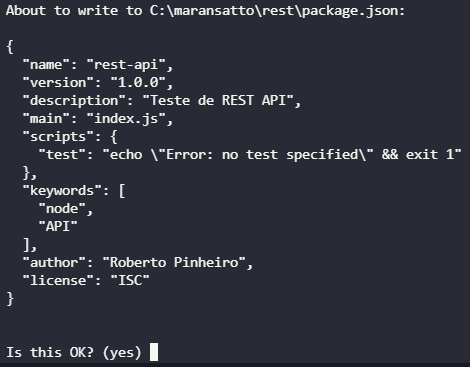 About to write to C:\maransatto\rest\package.json:

{
  "name": "rest-api",
  "version": "1.0.0",
  "description": "Teste de REST API",
  "main": "index.js",
  "scripts": {
    "test": "echo \"Error: no test specified\" && exit 1"
  },
  "keywords": [
    "node",
    "API"
  ],
  "author": "Roberto Pinheiro",
  "license": "ISC"
}

Is this OK? (yes)